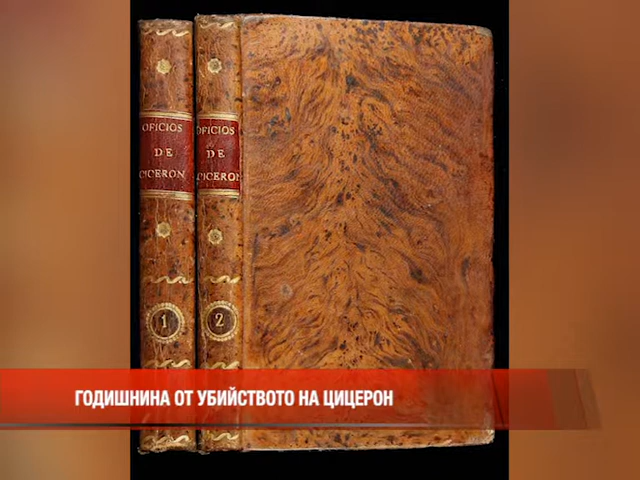 OFICIOS
DE
CICERON
1
OFICIOS
DE
CICERON
2
ГОДИШНИНА ОТ УБИЙСТВОТО НА ЦИЦЕРОН